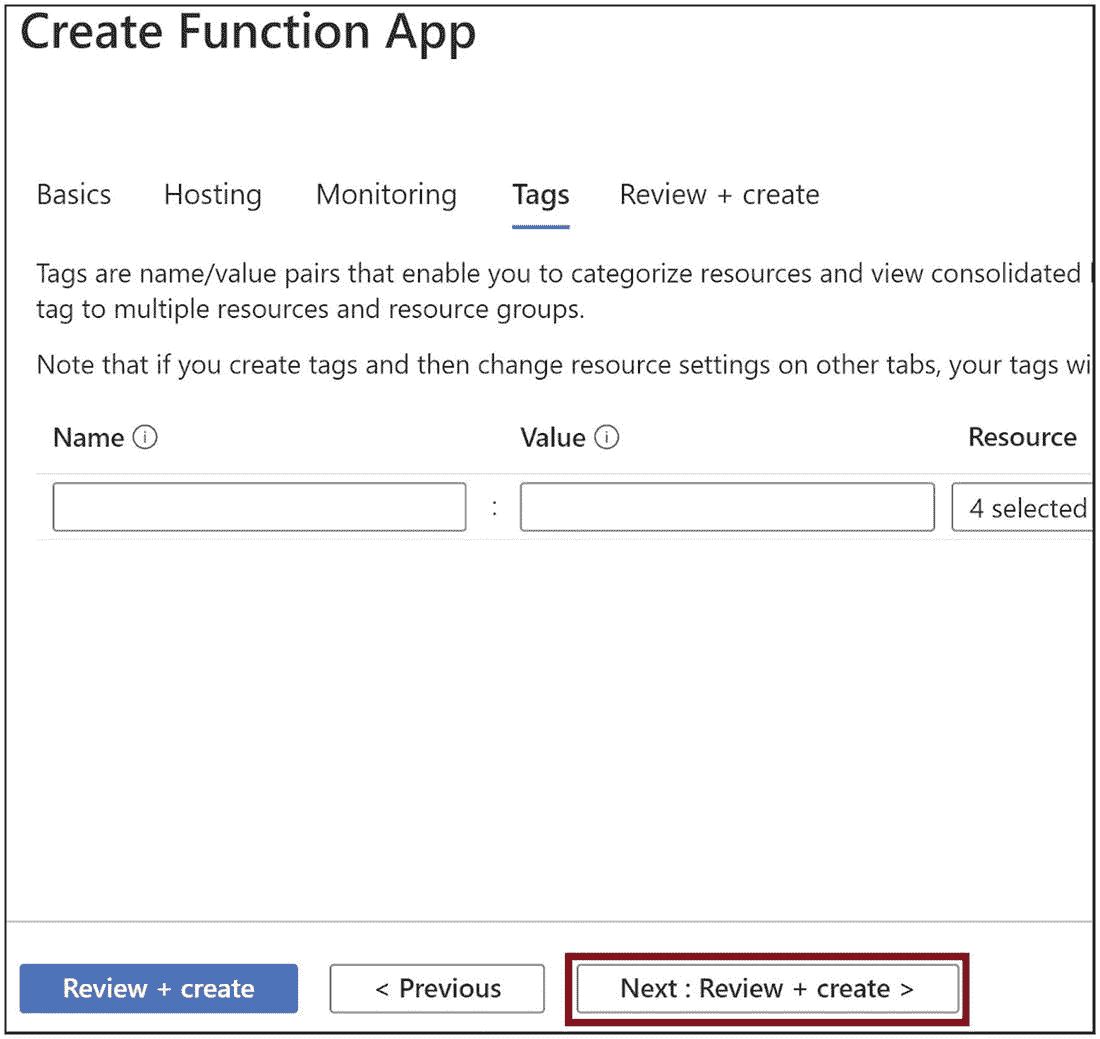 Create Function App
Basics Hosting Monitoring Tags Review + create
Tags are name/value pairs that enable you to categorize resources and view consolidated
tag to multiple resources and resource groups.
Note that if you create tags and then change resource settings on other tabs, your tags wi
Name Value Resource
: 4 selected
Review + create < Previous Next : Review + create >